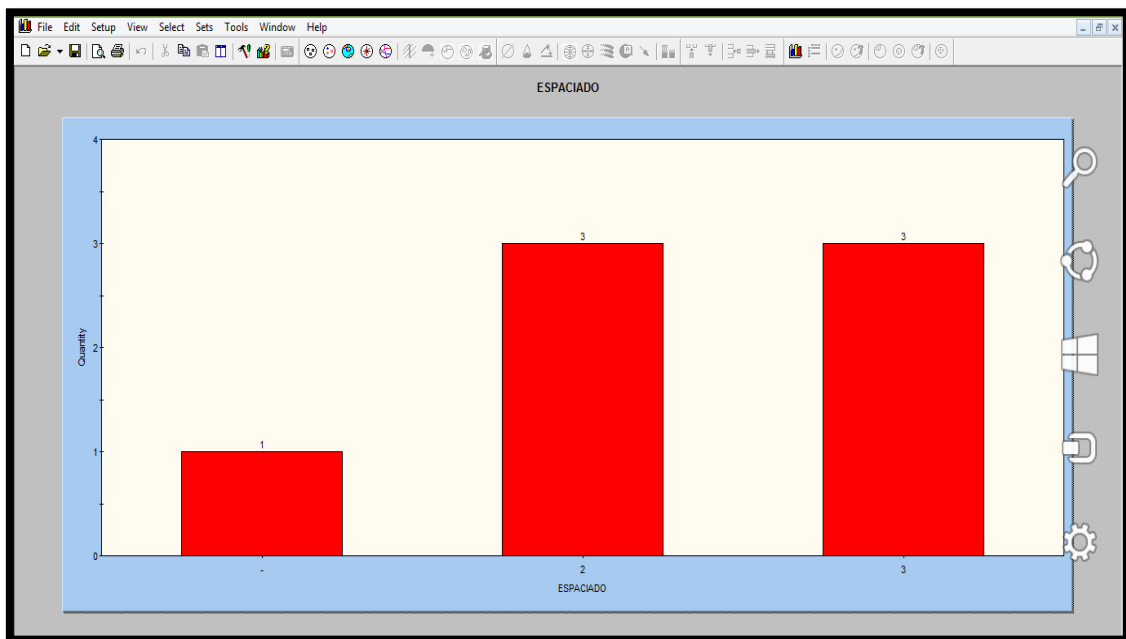 File Edit Setup View Select Sets Tools Window Help
ESPACIADO
4
3
2
1
0
Quantity
1
3
3
- 2 3
ESPACIADO